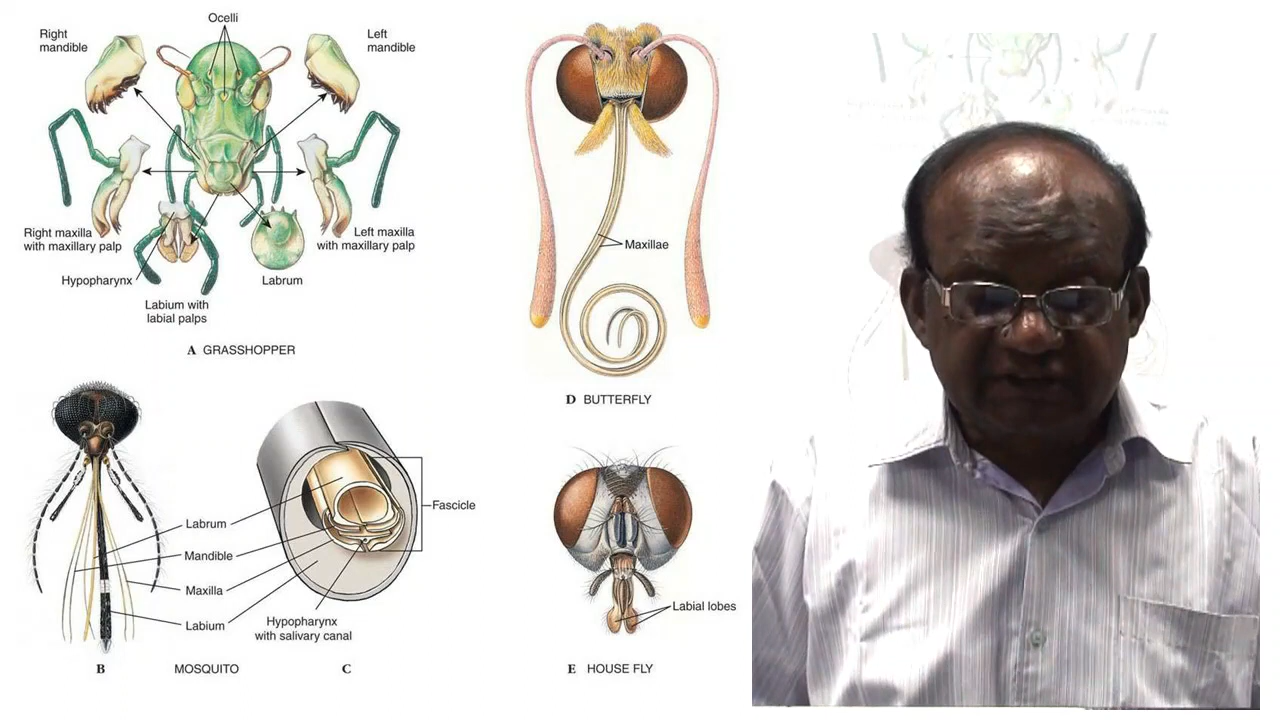 Ocelli
Right
mandible
Left
mandible
Right maxilla
with maxillary palp
Left maxilla
with maxillary palp
Hypopharynx
Labrum
Labium with
labial palps
A GRASSHOPPER
Maxillae
D BUTTERFLY
Labrum
Mandible
Maxilla
Labium
Fascicle
Hypopharynx
with salivary canal
B MOSQUITO C
Labial lobes
E HOUSE FLY